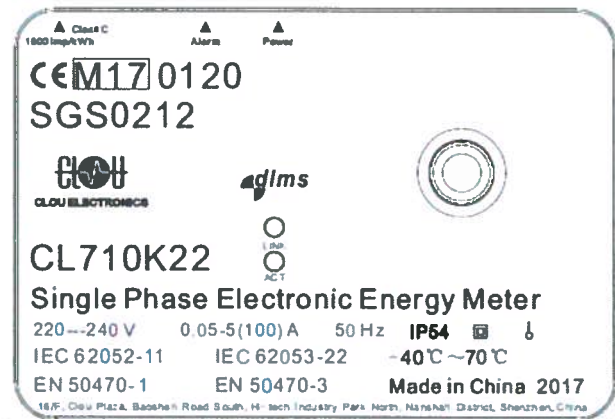 Class C
1600 imp/kWh
Alarm
Power
CE M17 0120
SGS0212
CLOU
CLOU ELECTRONICS
dlms
LINK
ACT
CL710K22
Single Phase Electronic Energy Meter
220---240 V 0.05-5(100) A 50 Hz IP54
IEC 62052-11 IEC 62053-22 -40℃ ~70℃
EN 50470-1 EN 50470-3 Made in China 2017
16/F, Clou Plaza, Baoshen Road South, Hi-tech Industry Park North, Nanshan District, Shenzhen, China